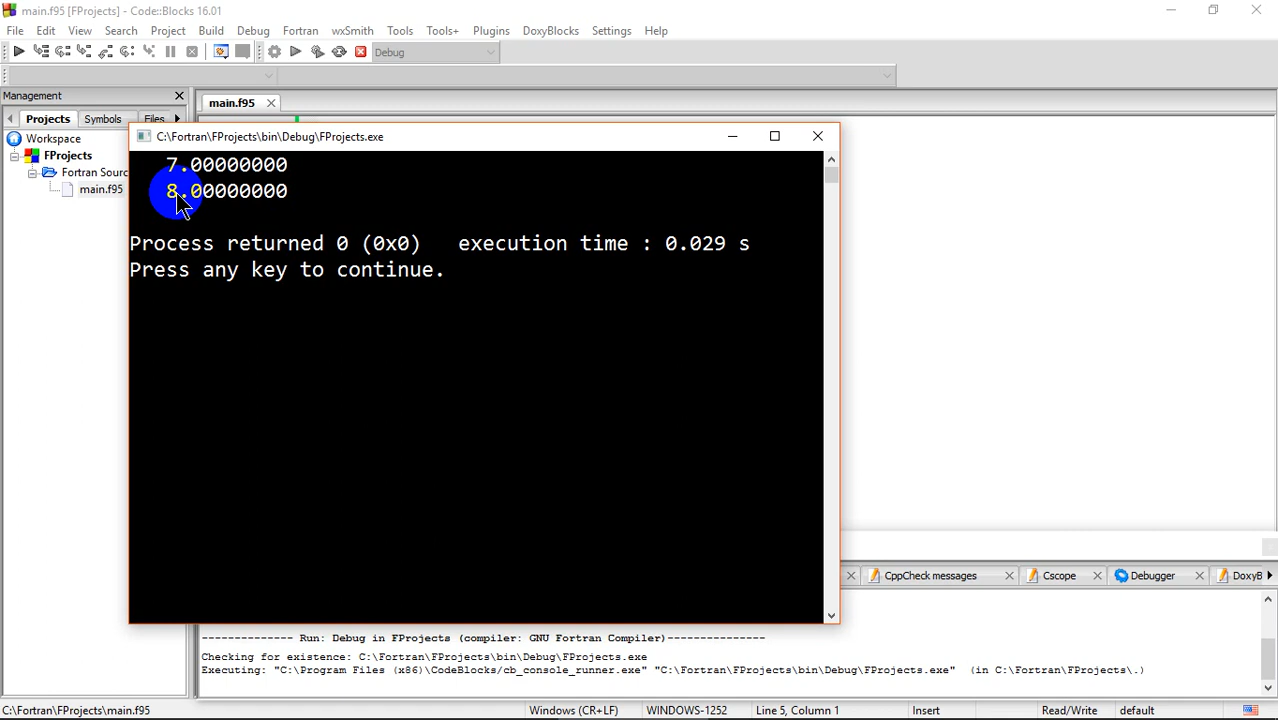 main.f95 [FProjects] - Code::Blocks 16.01
File Edit View Search Project Build Debug Fortran wxSmith Tools Tools+ Plugins DoxyBlocks Settings Help
Debug
Management
Projects Symbols Files
main.f95
Workspace
FProjects
Fortran Sourc
main.f95
C:\Fortran\FProjects\bin\Debug\FProjects.exe
7.00000000
8.00000000
Process returned 0 (0x0) execution time : 0.029 s
Press any key to continue.
CppCheck messages Cscope Debugger DoxyB
-------------- Run: Debug in FProjects (compiler: GNU Fortran Compiler)---------------
Checking for existence: C:\Fortran\FProjects\bin\Debug\FProjects.exe
Executing: "C:\Program Files (x86)\CodeBlocks/cb_console_runner.exe" "C:\Fortran\FProjects\bin\Debug\FProjects.exe" (in C:\Fortran\FProjects\.)
C:\Fortran\FProjects\main.f95 Windows (CR+LF) WINDOWS-1252 Line 5, Column 1 Insert Read/Write default